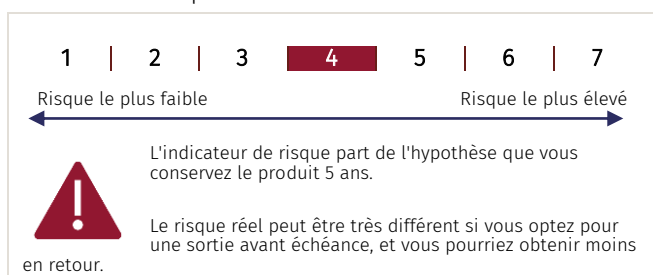 1 | 2 | 3 4 5 | 6 | 7
Risque le plus faible Risque le plus élevé
L'indicateur de risque part de l'hypothèse que vous
conservez le produit 5 ans.
Le risque réel peut être très différent si vous optez pour
une sortie avant échéance, et vous pourriez obtenir moins
en retour.